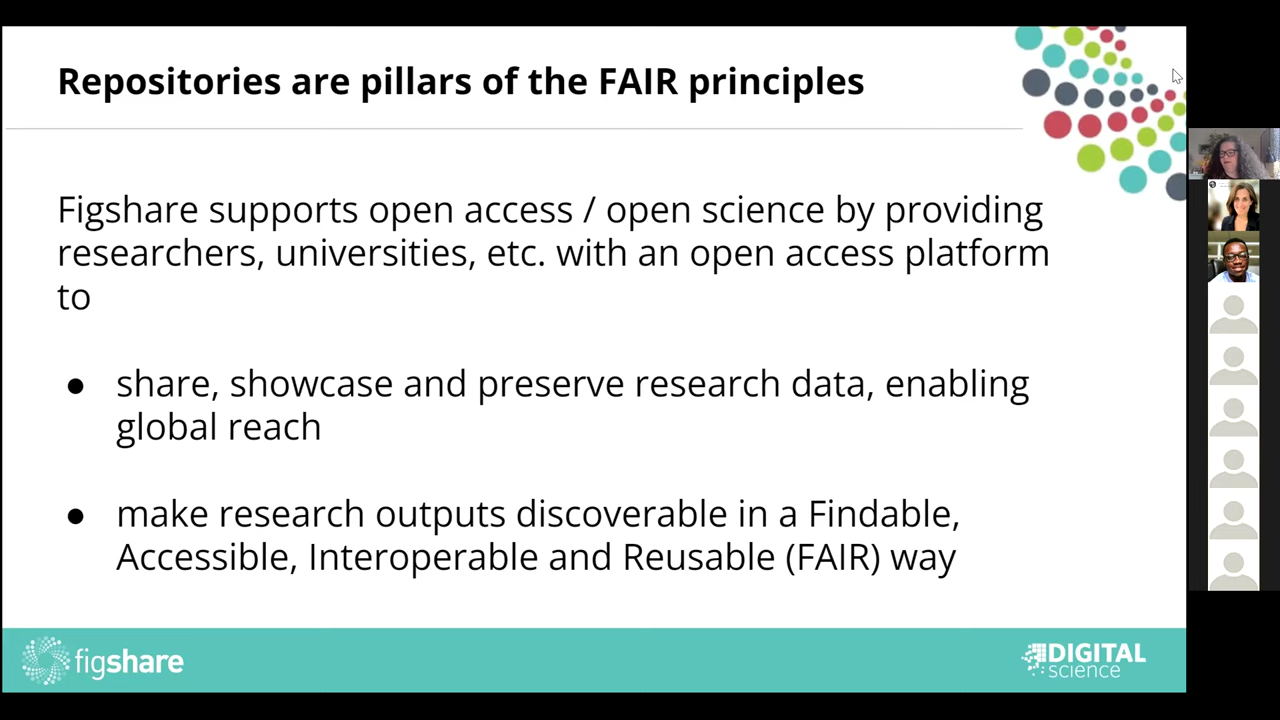 Repositories are pillars of the FAIR principles
Figshare supports open access / open science by providing
researchers, universities, etc. with an open access platform
to
● share, showcase and preserve research data, enabling
global reach
● make research outputs discoverable in a Findable,
Accessible, Interoperable and Reusable (FAIR) way
figshare
DIGITAL
science